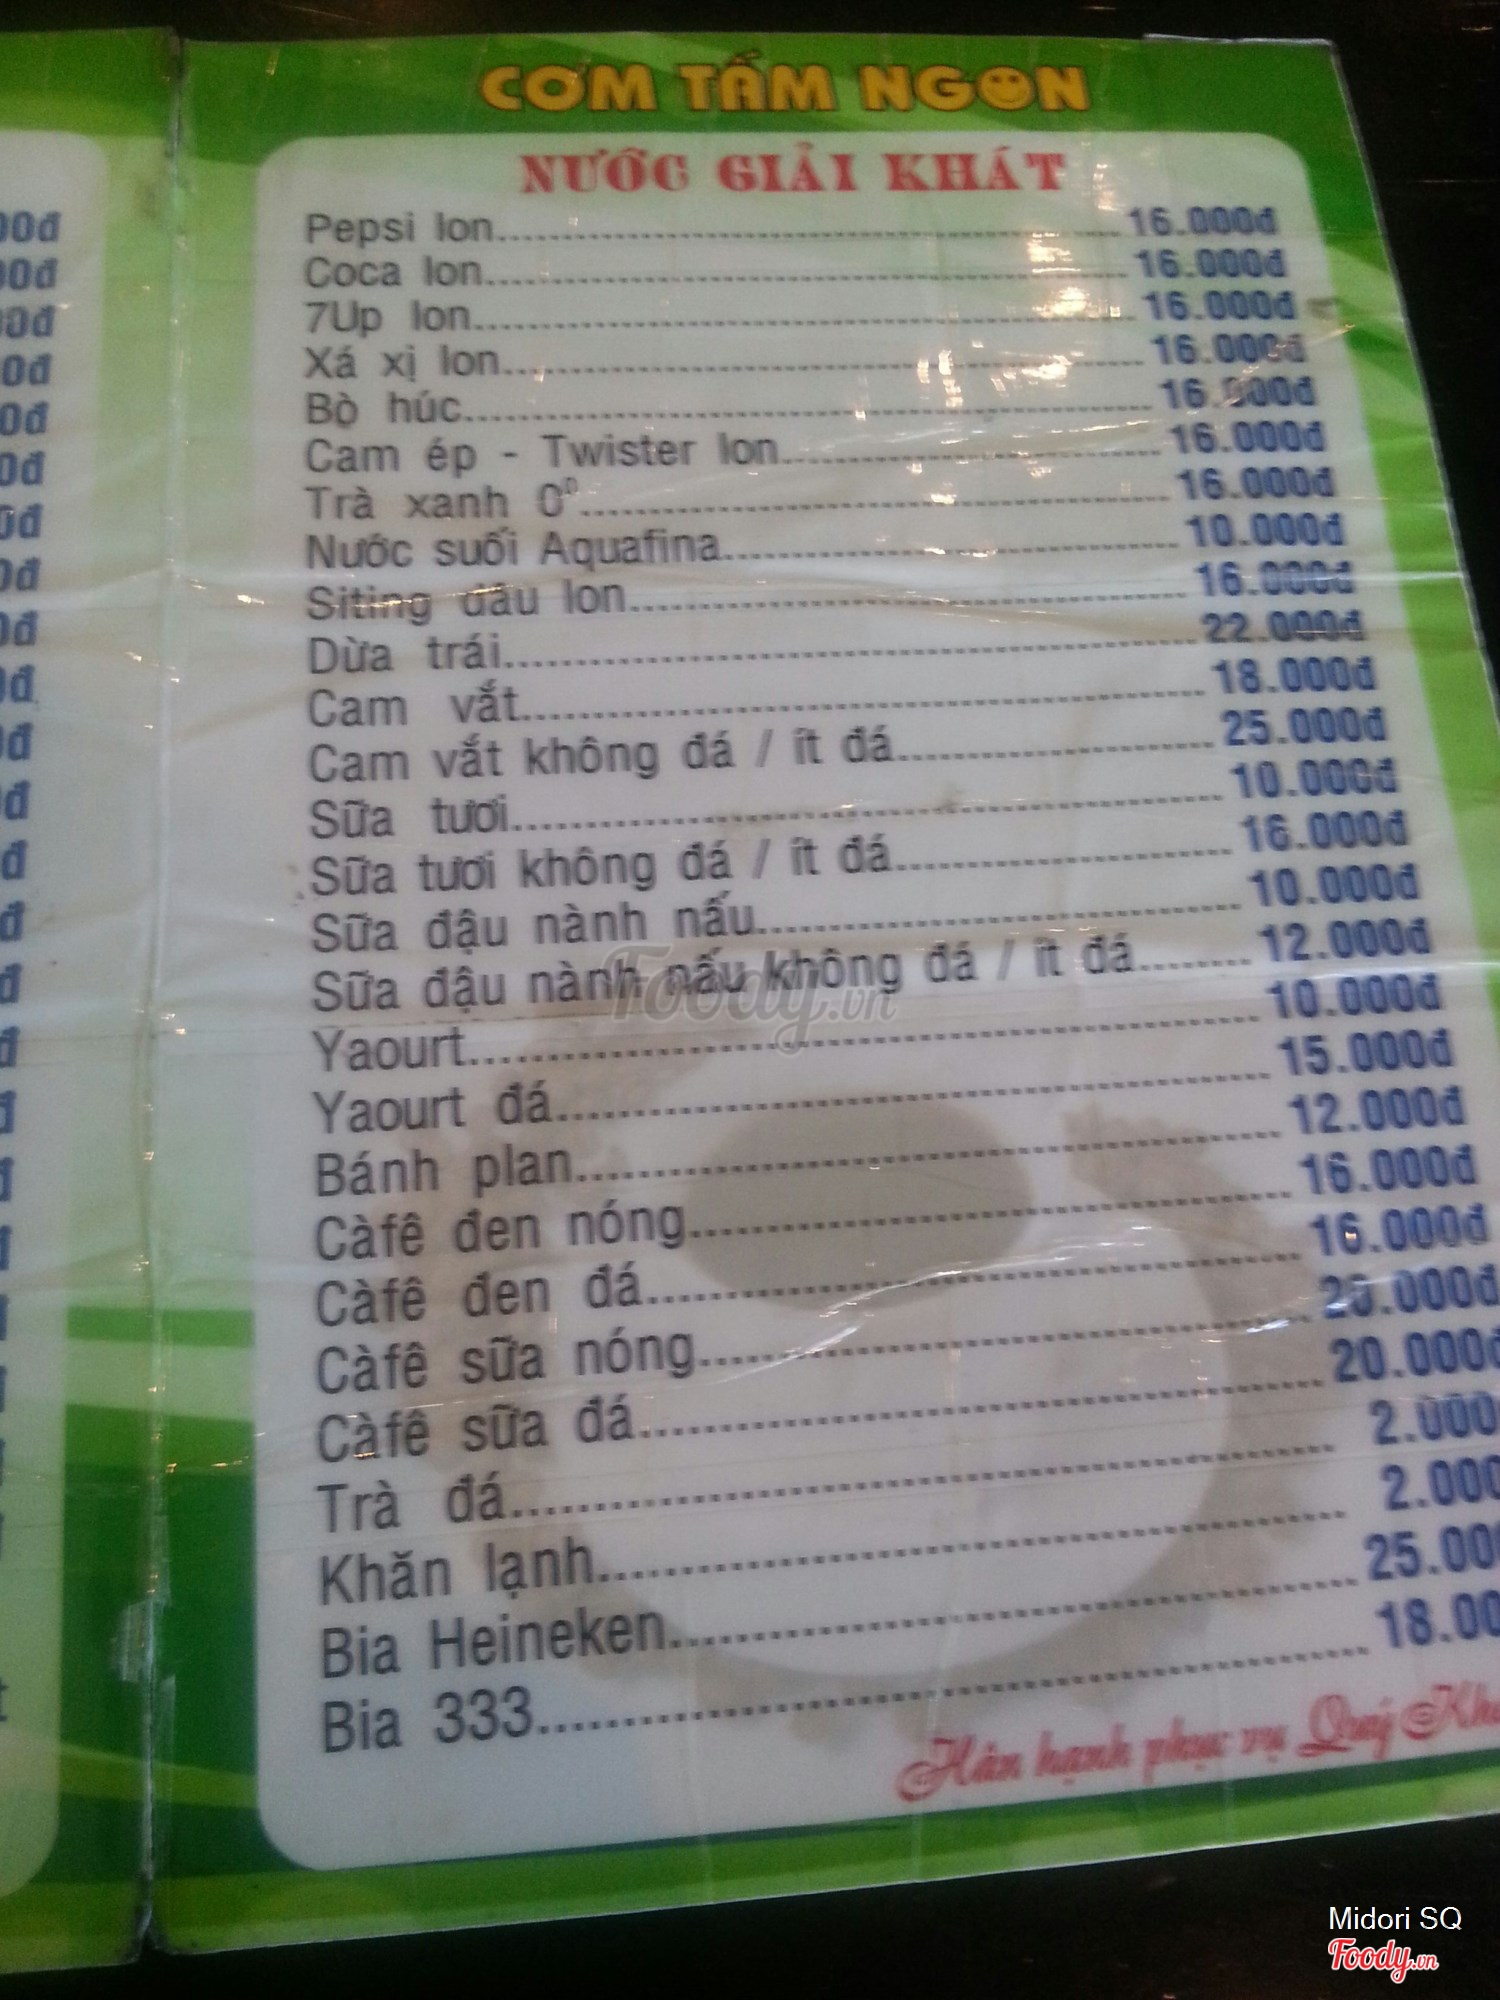 CƠM TẤM NGON
NƯỚC GIẢI KHÁT
Pepsi lon 16.000đ
Coca lon 16.000đ
7Up lon 16.000đ
Xá xị lon 16.000đ
Bò húc 16.000đ
Cam ép - Twister lon 16.000đ
Trà xanh 0⁰ 16.000đ
Nước suối Aquafina 10.000đ
Siting dâu lon 16.000đ
Dừa trái 22.000đ
Cam vắt 18.000đ
Cam vắt không đá / ít đá 25.000đ
Sữa tươi 10.000đ
Sữa tươi không đá / ít đá 16.000đ
Sữa đậu nành nấu 10.000đ
Sữa đậu nành nấu không đá / ít đá 12.000đ
Yaourt 10.000đ
Yaourt đá 15.000đ
Bánh plan 12.000đ
Càfê đen nóng 16.000đ
Càfê đen đá 16.000đ
Càfê sữa nóng 20.000đ
Càfê sữa đá 20.000đ
Trà đá 2.000
Khăn lạnh 2.000
Bia Heineken 25.00
Bia 333 18.00
Hân hạnh phục vụ Quý Kh
Foody.vn
Midori SQ
Foody.vn